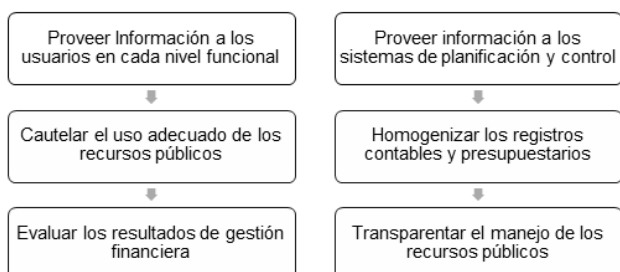 Proveer Información a los
usuarios en cada nivel funcional
Cautelar el uso adecuado de los
recursos públicos
Evaluar los resultados de gestión
financiera
Proveer información a los
sistemas de planificación y control
Homogenizar los registros
contables y presupuestarios
Transparentar el manejo de los
recursos públicos